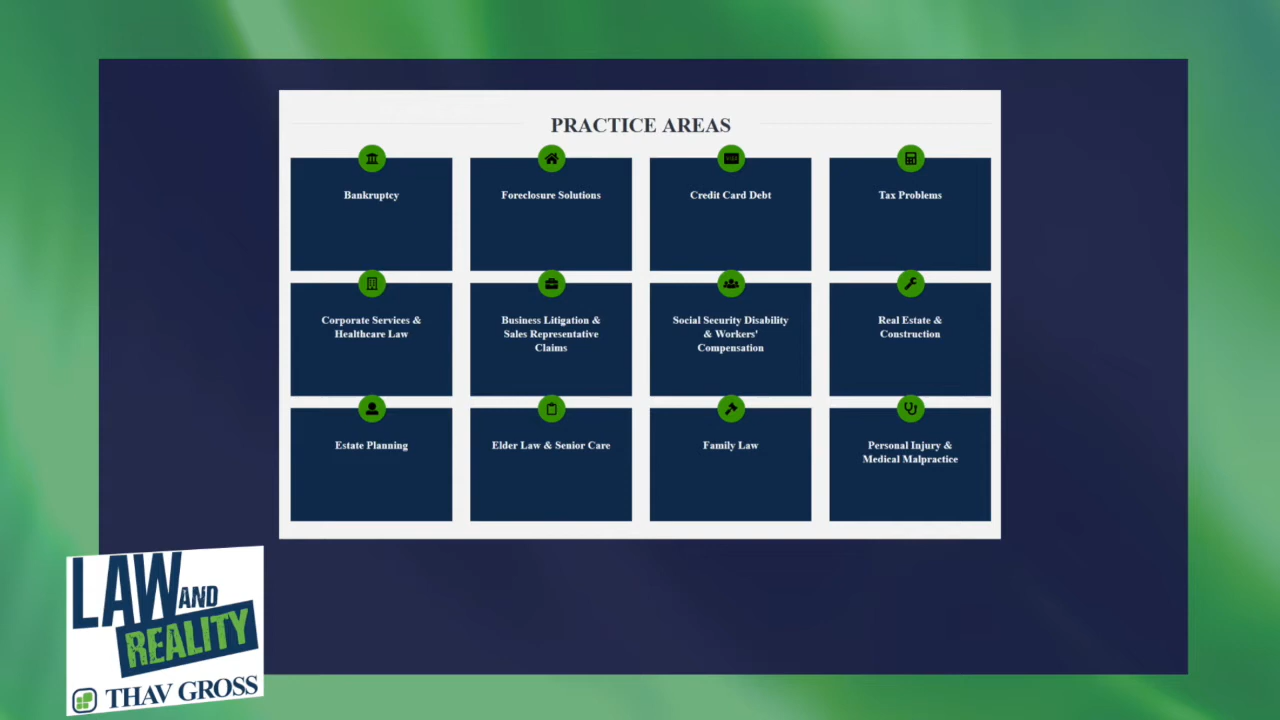 PRACTICE AREAS
Bankruptcy
Foreclosure Solutions
Credit Card Debt
Tax Problems
Corporate Services &
Healthcare Law
Business Litigation &
Sales Representative
Claims
Social Security Disability
& Workers'
Compensation
Real Estate &
Construction
Estate Planning
Elder Law & Senior Care
Family Law
Personal Injury &
Medical Malpractice
LAW AND
REALITY
THAV GROSS